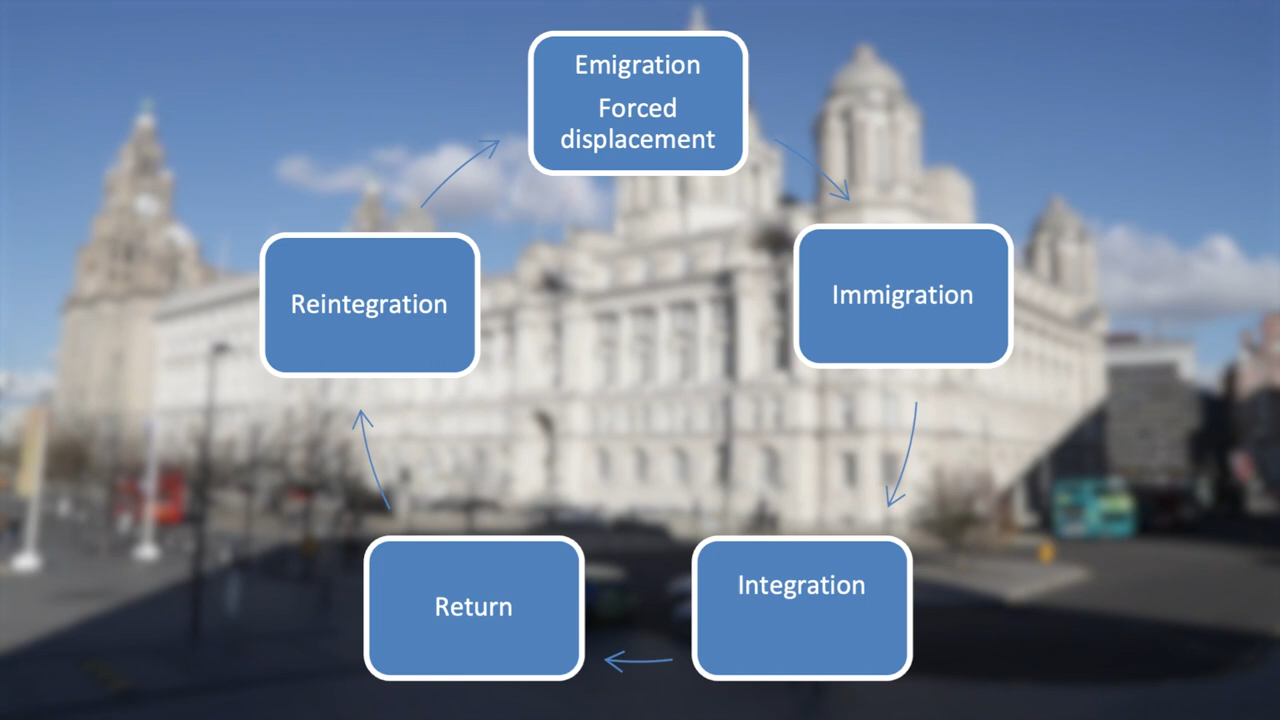 Emigration
Forced
displacement
Immigration
Integration
Return
Reintegration